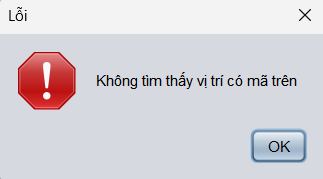 Lỗi
Không tìm thấy vị trí có mã trên
OK